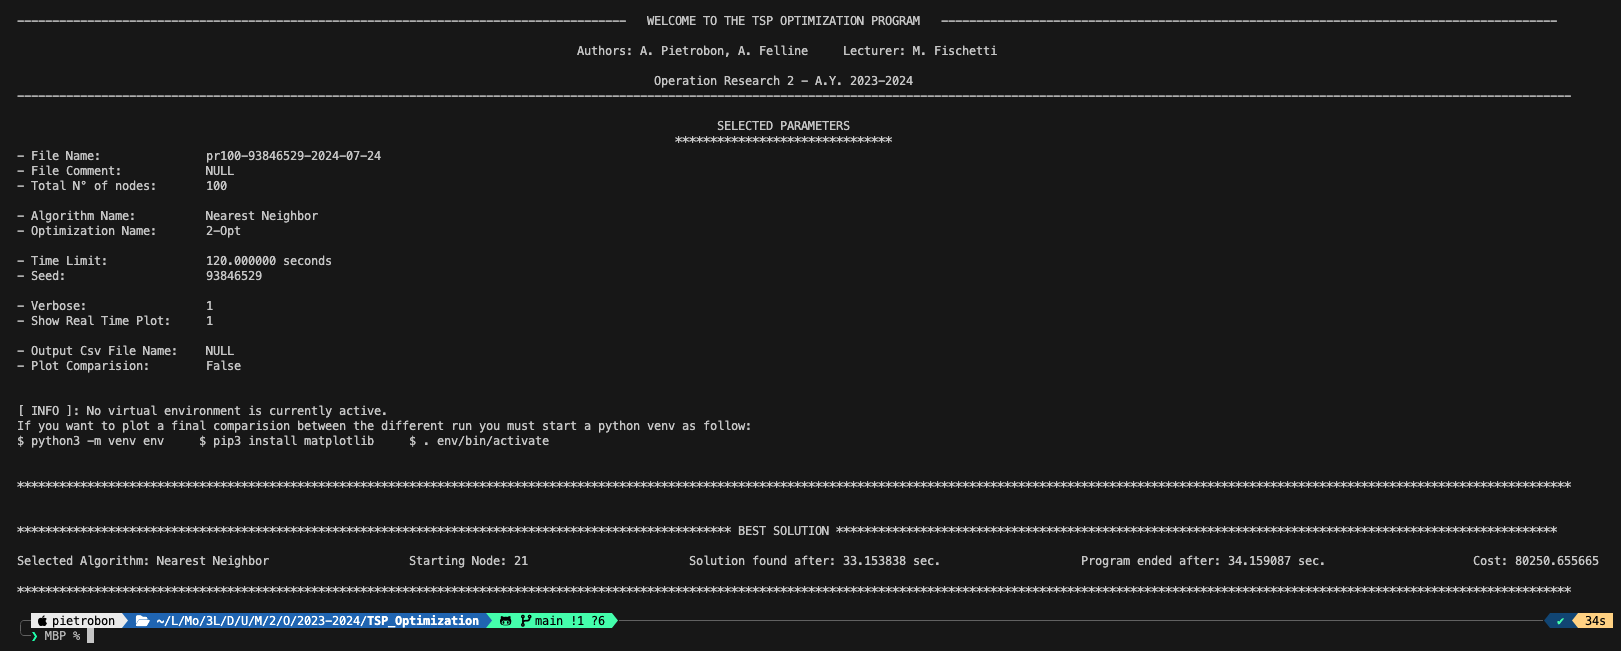 WELCOME TO THE TSP OPTIMIZATION PROGRAM
Authors: A. Pietrobon, A. Felline     Lecturer: M. Fischetti
Operation Research 2 - A.Y. 2023-2024
SELECTED PARAMETERS
*******************************
- File Name:               pr100-93846529-2024-07-24
- File Comment:            NULL
- Total N° of nodes:       100
- Algorithm Name:          Nearest Neighbor
- Optimization Name:       2-Opt
- Time Limit:              120.000000 seconds
- Seed:                    93846529
- Verbose:                 1
- Show Real Time Plot:     1
- Output Csv File Name:    NULL
- Plot Comparision:        False
[ INFO ]: No virtual environment is currently active.
If you want to plot a final comparision between the different run you must start a python venv as follow:
$ python3 -m venv env     $ pip3 install matplotlib     $ . env/bin/activate
BEST SOLUTION
Selected Algorithm: Nearest Neighbor     Starting Node: 21     Solution found after: 33.153838 sec.     Program ended after: 34.159087 sec.     Cost: 80250.655665
pietrobon  ~/L/Mo/3L/D/U/M/2/O/2023-2024/TSP_Optimization  main !1 ?6     ✔  34s
❯ MBP %